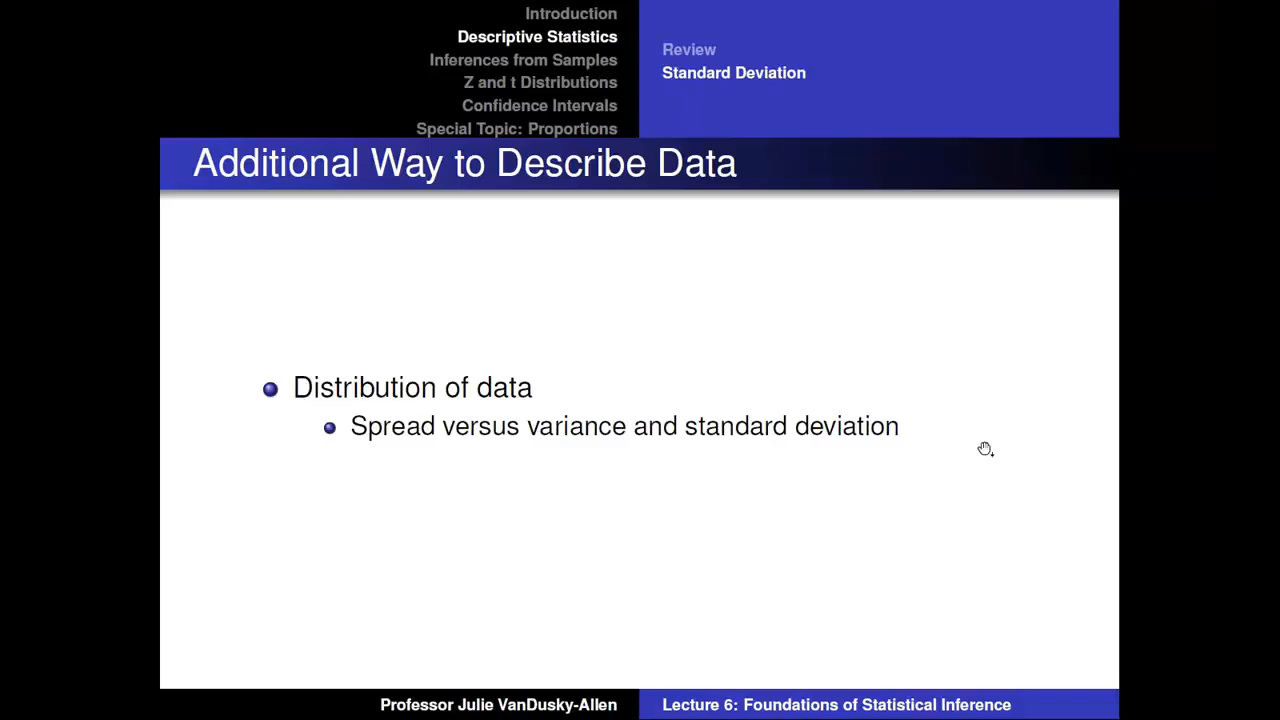 Introduction
Descriptive Statistics
Inferences from Samples
Z and t Distributions
Confidence Intervals
Special Topic: Proportions
Review
Standard Deviation
Additional Way to Describe Data
Distribution of data
Spread versus variance and standard deviation
Professor Julie VanDusky-Allen
Lecture 6: Foundations of Statistical Inference